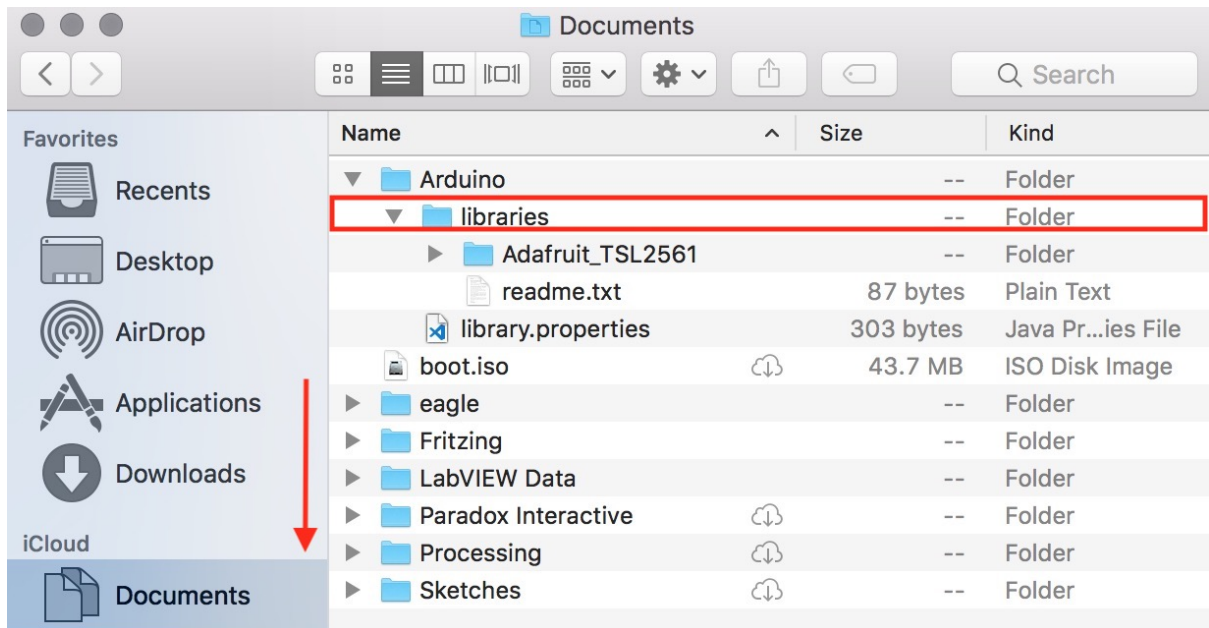 Documents
Search
Favorites
Recents
Desktop
AirDrop
Applications
Downloads
iCloud
Documents
Name Size Kind
Arduino -- Folder
libraries -- Folder
Adafruit_TSL2561 -- Folder
readme.txt 87 bytes Plain Text
library.properties 303 bytes Java Pr...ies File
boot.iso 43.7 MB ISO Disk Image
eagle -- Folder
Fritzing -- Folder
LabVIEW Data -- Folder
Paradox Interactive -- Folder
Processing -- Folder
Sketches -- Folder